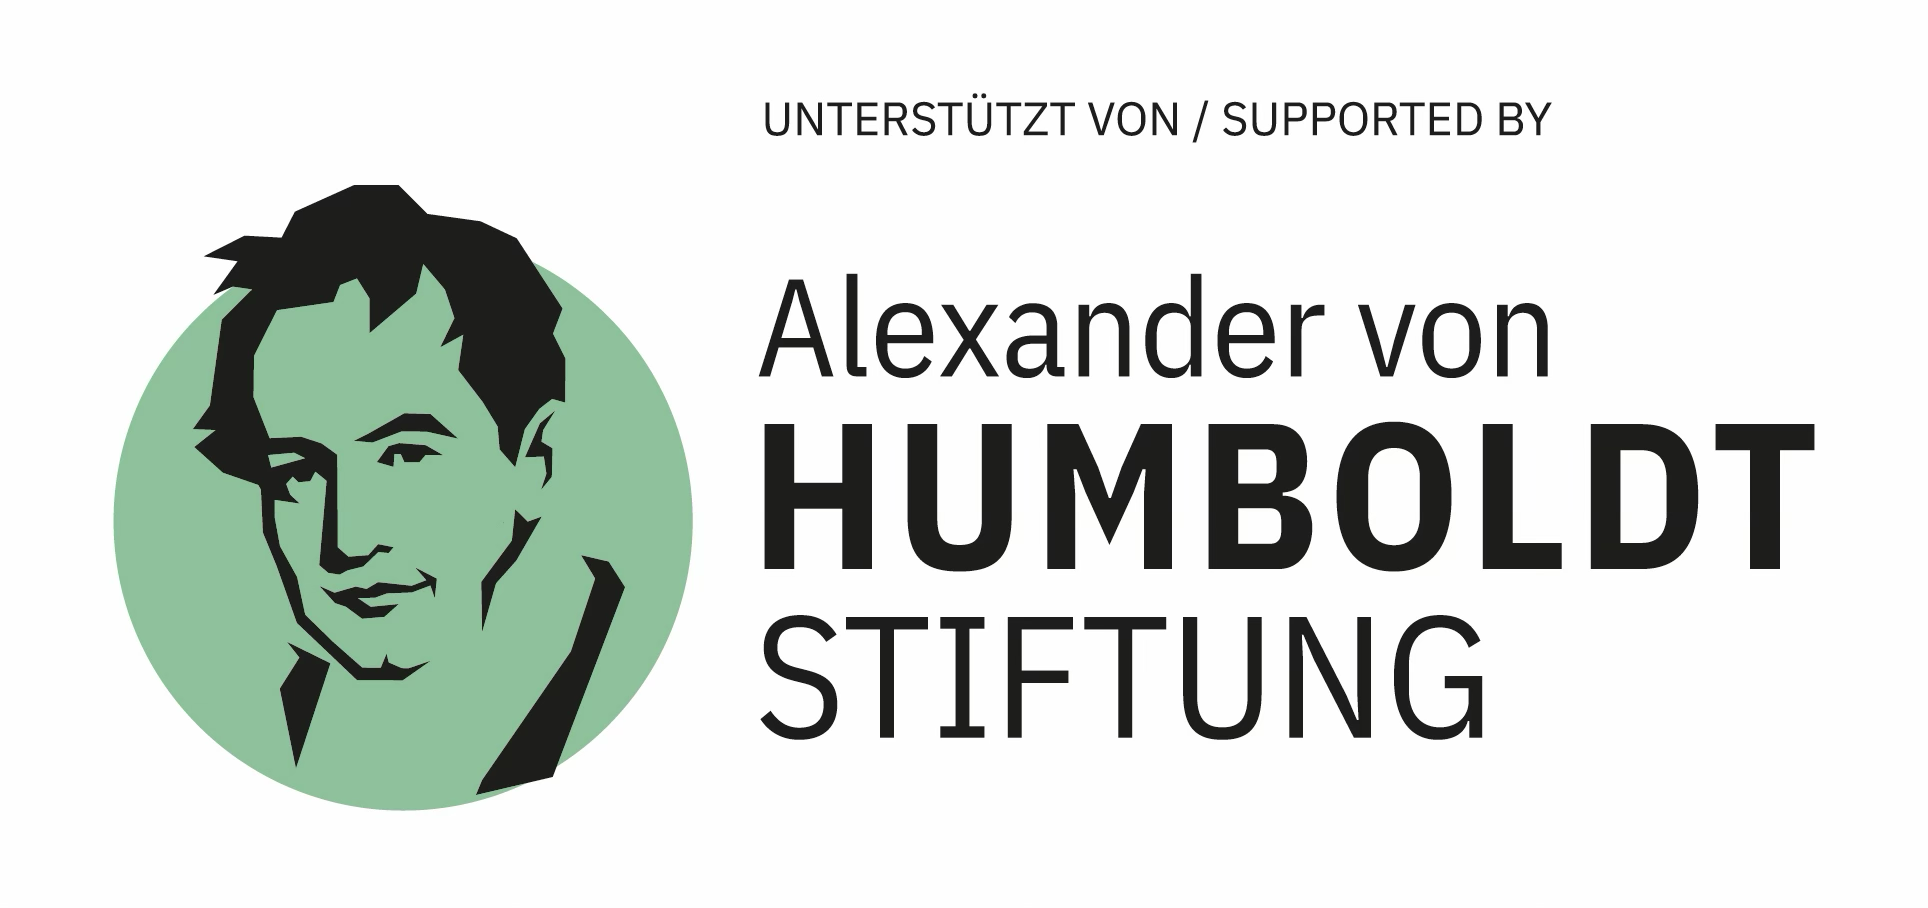 UNTERSTÜTZT VON / SUPPORTED BY
Alexander von
HUMBOLDT
STIFTUNG